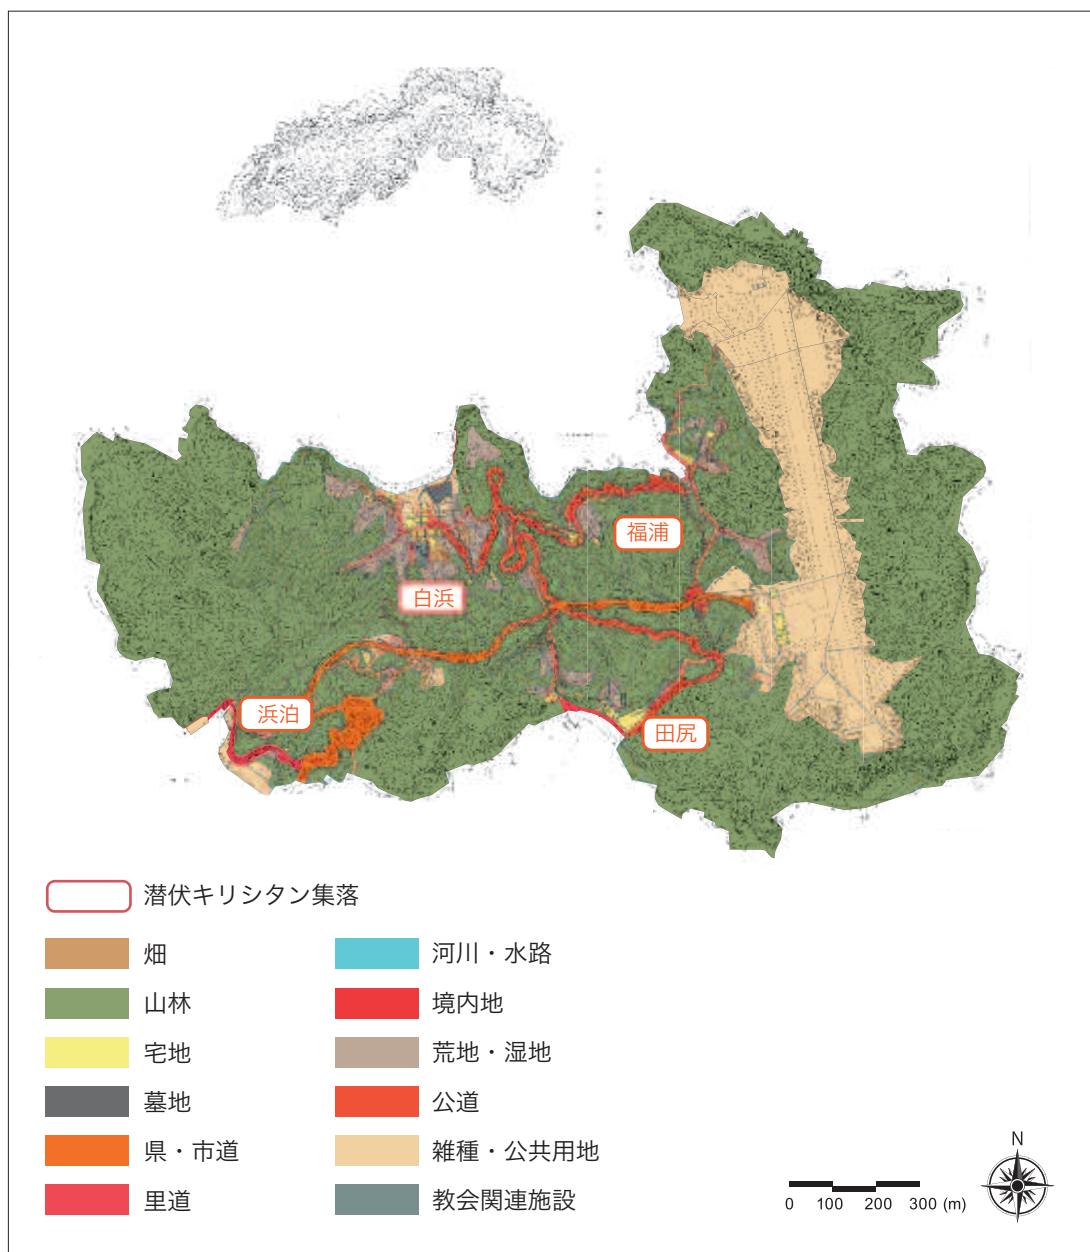 福浦
白浜
浜泊
田尻
潜伏キリシタン集落
畑
河川・水路
山林
境内地
宅地
荒地・湿地
墓地
公道
県・市道
雑種・公共用地
里道
教会関連施設
N
0 100 200 300 (m)